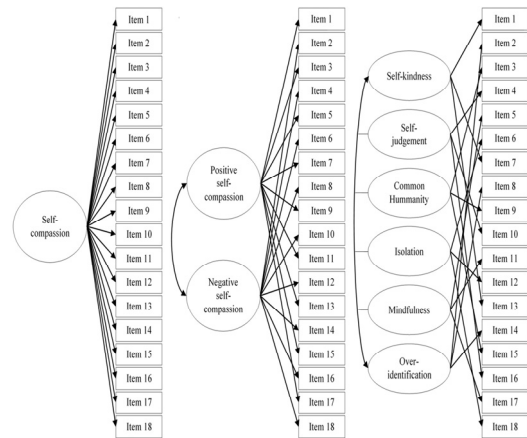 Self-
compassion
Item 1
Item 2
Item 3
Item 4
Item 5
Item 6
Item 7
Item 8
Item 9
Item 10
Item 11
Item 12
Item 13
Item 14
Item 15
Item 16
Item 17
Item 18
Positive
self-
compassion
Negative
self-
compassion
Item 1
Item 2
Item 3
Item 4
Item 5
Item 6
Item 7
Item 8
Item 9
Item 10
Item 11
Item 12
Item 13
Item 14
Item 15
Item 16
Item 17
Item 18
Self-kindness
Self-
judgement
Common
Hummanity
Isolation
Mindfulness
Over-
identification
Item 1
Item 2
Item 3
Item 4
Item 5
Item 6
Item 7
Item 8
Item 9
Item 10
Item 11
Item 12
Item 13
Item 14
Item 15
Item 16
Item 17
Item 18